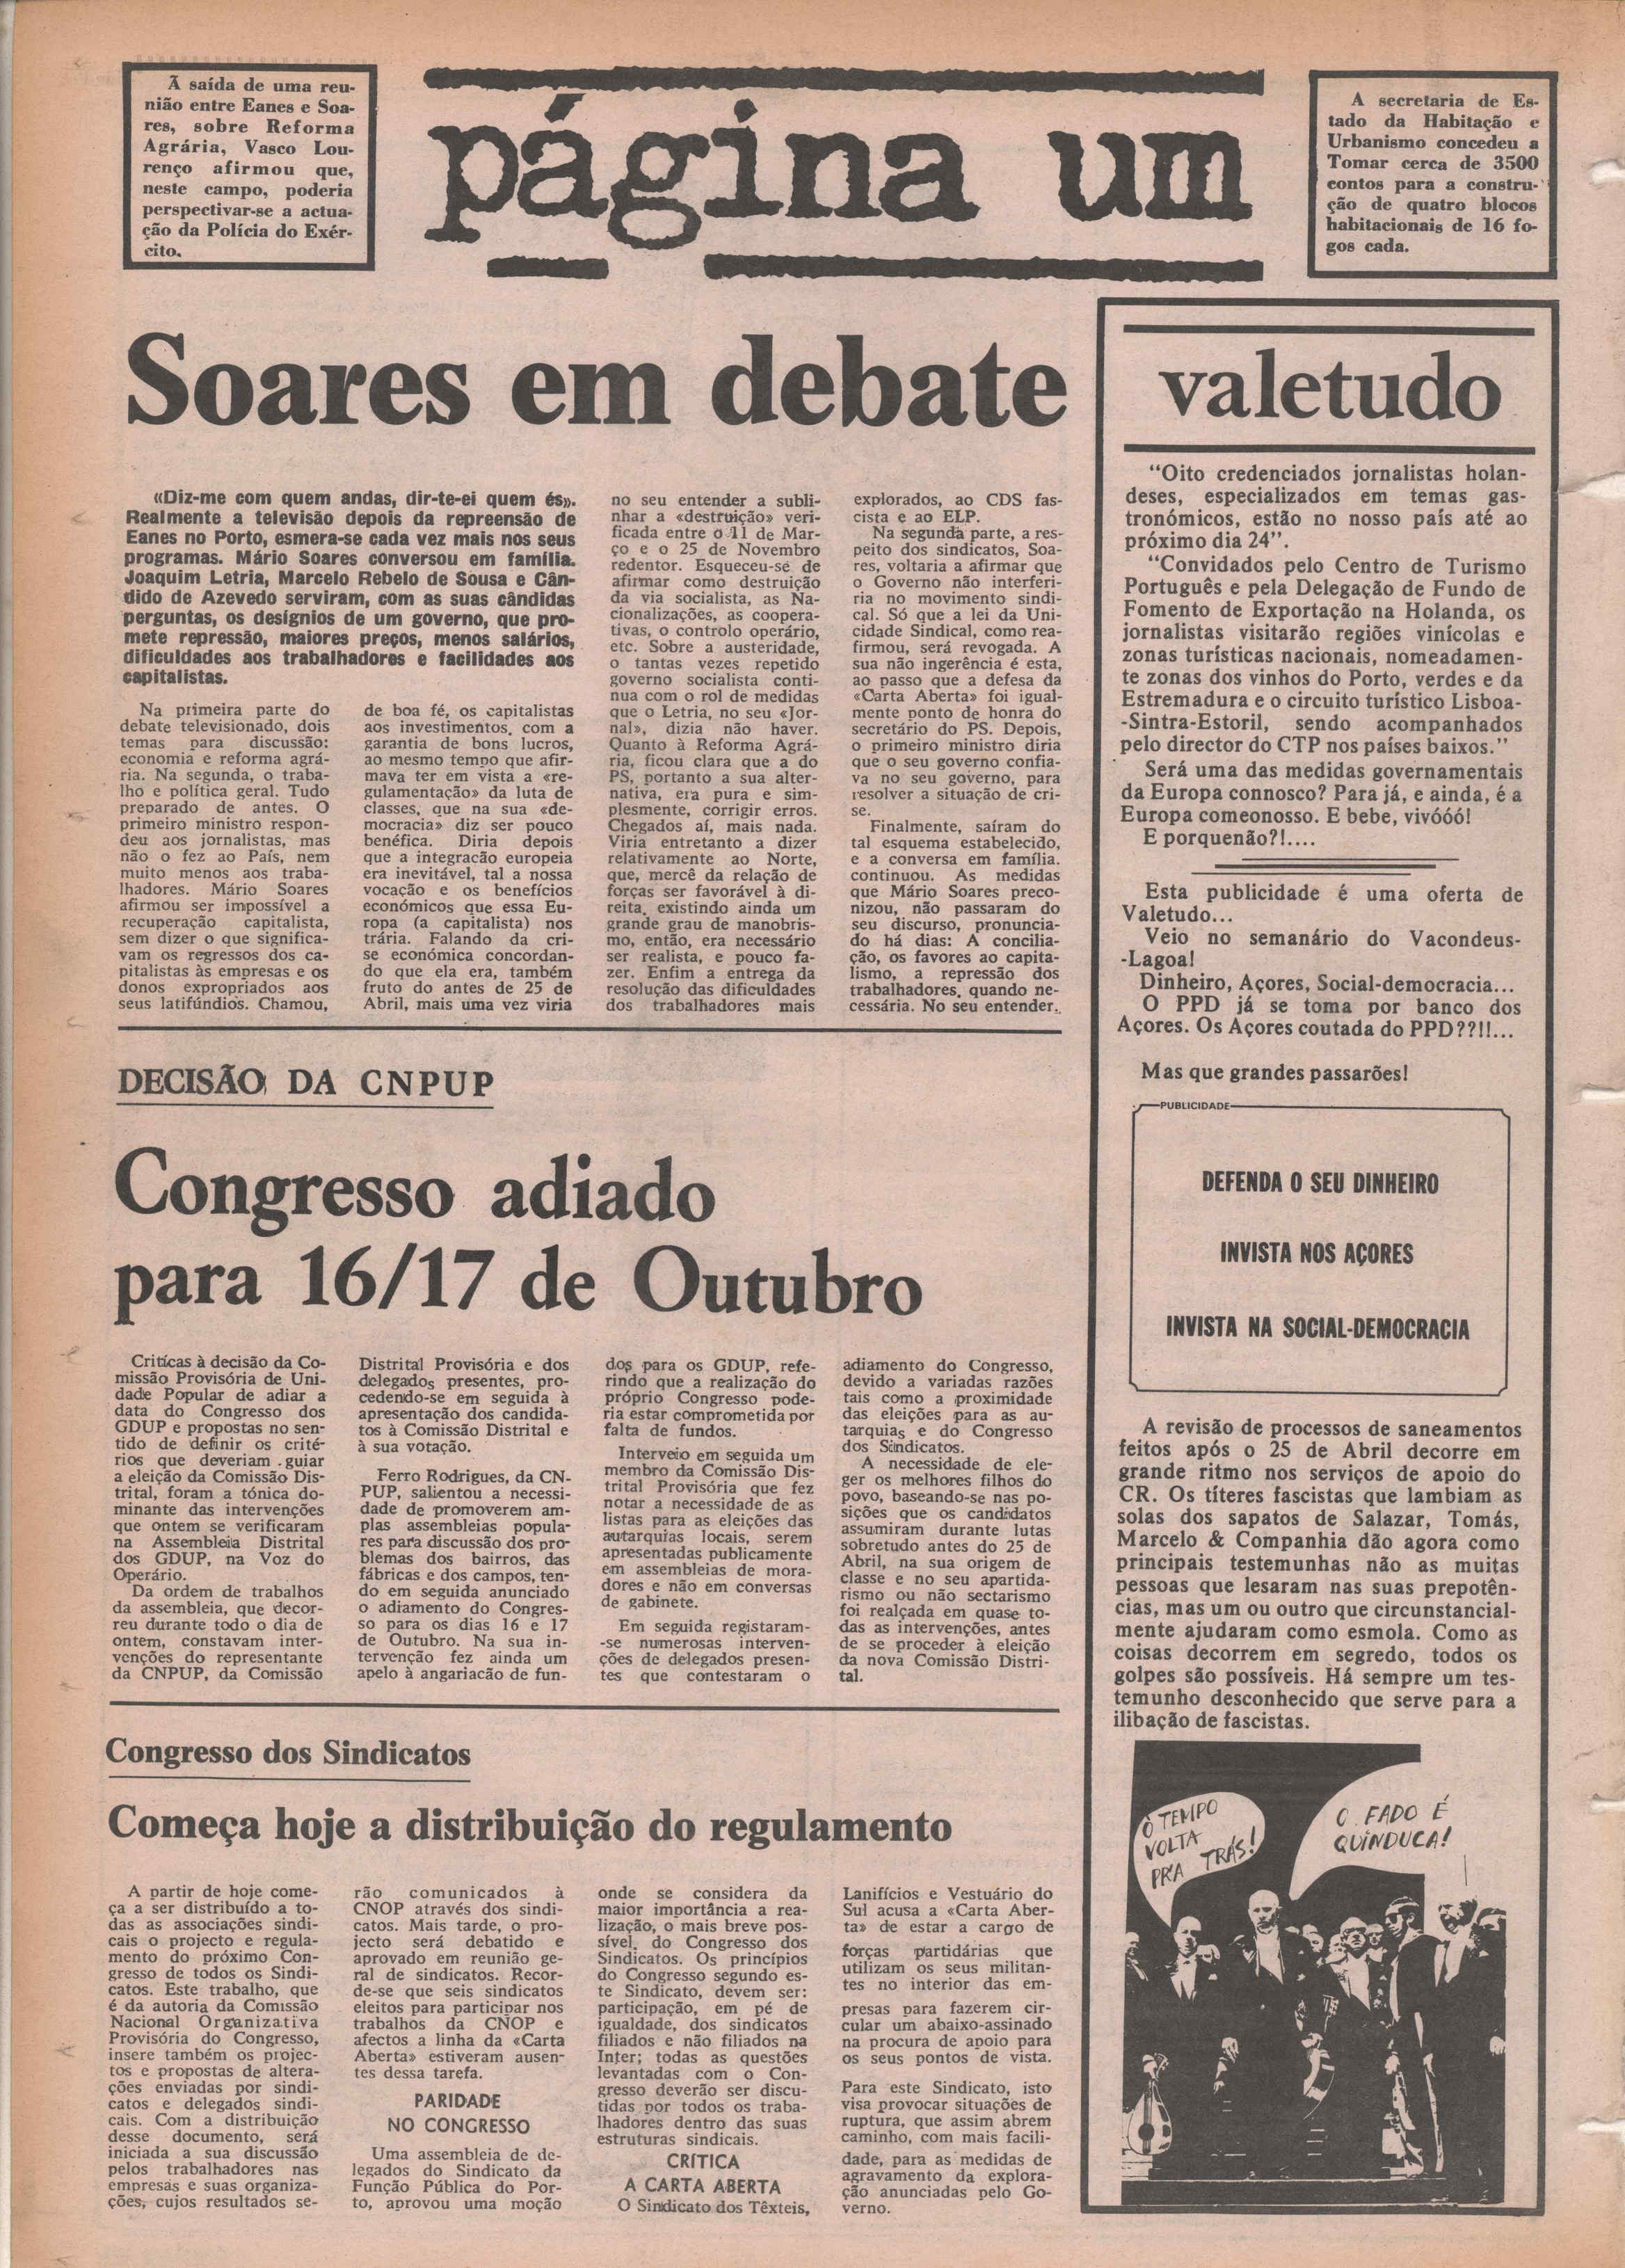 À saída de uma reu-
nião entre Eanes e Soa-
res, sobre Reforma
Agrária, Vasco Lou-
renço afirmou que,
neste campo, poderia
perspectivar-se a actua-
ção da Polícia do Exér-
cito.
página um
A secretaria de Es-
tado da Habitação e
Urbanismo concedeu a
Tomar cerca de 3500
contos para a constru-
ção de quatro blocos
habitacionais de 16 fo-
gos cada.
Soares em debate
«Diz-me com quem andas, dir-te-ei quem és».
Realmente a televisão depois da repreensão de
Eanes no Porto, esmera-se cada vez mais nos seus
programas. Mário Soares conversou em família.
Joaquim Letria, Marcelo Rebelo de Sousa e Cân-
dido de Azevedo serviram, com as suas cândidas
perguntas, os desígnios de um governo, que pro-
mete repressão, maiores preços, menos salários,
dificuldades aos trabalhadores e facilidades aos
capitalistas.
Na primeira parte do
debate televisionado, dois
temas para discussão:
economia e reforma agrá-
ria. Na segunda, o traba-
lho e política geral. Tudo
preparado de antes. O
primeiro ministro respon-
deu aos jornalistas, mas
não o fez ao País, nem
muito menos aos traba-
lhadores. Mário Soares
afirmou ser impossível a
recuperação capitalista,
sem dizer o que significa-
vam os regressos dos ca-
pitalistas às empresas e os
donos expropriados aos
seus latifúndios. Chamou,
de boa fé, os capitalistas
aos investimentos, com a
garantia de bons lucros,
ao mesmo tempo que afir-
mava ter em vista a «re-
gulamentação» da luta de
classes, que na sua «de-
mocracia» diz ser pouco
benéfica. Diria depois
que a integracão europeia
era inevitável, tal a nossa
vocação e os benefícios
económicos que essa Eu-
ropa (a capitalista) nos
trária. Falando da cri-
se económica concordan-
do que ela era, também
fruto do antes de 25 de
Abril, mais uma vez viria
no seu entender a subli-
nhar a «destruição» veri-
ficada entre o 11 de Mar-
ço e o 25 de Novembro
redentor. Esqueceu-se de
afirmar como destruição
da via socialista, as Na-
cionalizações, as coopera-
tivas, o controlo operário,
etc. Sobre a austeridade,
o tantas vezes repetido
governo socialista conti-
nua com o rol de medidas
que o Letria, no seu «Jor-
nal», dizia não haver.
Quanto à Reforma Agrá-
ria, ficou clara que a do
PS, portanto a sua alter-
nativa, era pura e sim-
plesmente, corrigir erros.
Chegados aí, mais nada.
Viria entretanto a dizer
relativamente ao Norte,
que, mercê da relação de
forças ser favorável à di-
reita, existindo ainda um
grande grau de manobris-
mo, então, era necessário
ser realista, e pouco fa-
zer. Enfim a entrega da
resolução das dificuldades
dos trabalhadores mais
explorados, ao CDS fas-
cista e ao ELP.
Na segunda parte, a res-
peito dos sindicatos, Soa-
res, voltaria a afirmar que
o Governo não interferi-
ria no movimento sindi-
cal. Só que a lei da Uni-
cidade Sindical, como rea-
firmou, será revogada. A
sua não ingerência é esta,
ao passo que a defesa da
«Carta Aberta» foi igual-
mente ponto de honra do
secretário do PS. Depois,
o primeiro ministro diria
que o seu governo confia-
va no seu governo, para
resolver a situação de cri-
se.
Finalmente, saíram do
tal esquema estabelecido,
e a conversa em família.
continuou. As medidas
que Mário Soares preco-
nizou, não passaram do
seu discurso, pronuncia-
do há dias: A concilia-
ção, os favores ao capita-
lismo, a repressão dos
trabalhadores, quando ne-
cessária. No seu entender.
DECISÃO DA CNPUP
Congresso adiado
para 16/17 de Outubro
Críticas à decisão da Co-
missão Provisória de Uni-
dade Popular de adiar a
data do Congresso dos
GDUP e propostas no sen-
tido de definir os crité-
rios que deveriam guiar
a eleição da Comissão Dis-
trital, foram a tónica do-
minante das intervenções
que ontem se verificaram
na Assembleia Distrital
dos GDUP, na Voz do
Operário.
Da ordem de trabalhos
da assembleia, que decor-
reu durante todo o dia de
ontem, constavam inter-
venções do representante
da CNPUP, da Comissão
Distrital Provisória e dos
delegados presentes, pro-
cedendo-se em seguida à
apresentação dos candida-
tos à Comissão Distrital e
à sua votação.
Ferro Rodrigues, da CN-
PUP, salientou a necessi-
dade de promoverem am-
plas assembleias popula-
res para discussão dos pro-
blemas dos bairros, das
fábricas e dos campos, ten-
do em seguida anunciado
o adiamento do Congres-
so para os dias 16 e 17
de Outubro. Na sua in-
tervenção fez ainda um
apelo à angariacão de fun-
dos para os GDUP, refe-
rindo que a realização do
próprio Congresso pode-
ria estar comprometida por
falta de fundos.
Interveio em seguida um
membro da Comissão Dis-
trital Provisória que fez
notar a necessidade de as
listas para as eleições das
autarquias locais, serem
apresentadas publicamente
em assembleias de mora-
dores e não em conversas
de gabinete.
Em seguida registaram-
-se numerosas interven-
ções de delegados presen-
tes que contestaram o
adiamento do Congresso,
devido a variadas razões
tais como a proximidade
das eleições para as au-
tarquias e do Congresso
dos Sindicatos.
A necessidade de ele-
ger os melhores filhos do
povo, baseando-se nas po-
sições que os candidatos
assumiram durante lutas
sobretudo antes do 25 de
Abril, na sua origem de
classe e no seu apartida-
rismo ou não sectarismo
foi realçada em quase to-
das as intervenções, antes
de se proceder à eleição
da nova Comissão Distri-
tal.
Congresso dos Sindicatos
Começa hoje a distribuição do regulamento
A partir de hoje come-
ça a ser distribuído a to-
das as associações sindi-
cais o projecto e regula-
mento do próximo Con-
gresso de todos os Sindi-
catos. Este trabalho, que
é da autoria da Comissão
Nacional Organizativa
Provisória do Congresso,
insere também os projec-
tos e propostas de altera-
ções enviadas por sindi-
catos e delegados sindi-
cais. Com a distribuição
desse documento, será
iniciada a sua discussão
pelos trabalhadores nas
empresas e suas organiza-
ções, cujos resultados se-
rão comunicados à
CNOP através dos sindi-
catos. Mais tarde, o pro-
jecto será debatido e
aprovado em reunião ge-
ral de sindicatos. Recor-
de-se que seis sindicatos
eleitos para participar nos
trabalhos da CNOP e
afectos a linha da «Carta
Aberta» estiveram ausen-
tes dessa tarefa.
PARIDADE
NO CONGRESSO
Uma assembleia de de-
legados do Sindicato da
Função Pública do Por-
to, aprovou uma moção
onde se considera da
maior importância a rea-
lização, o mais breve pos-
sível, do Congresso dos
Sindicatos. Os princípios
do Congresso segundo es-
te Sindicato, devem ser:
participação, em pé de
igualdade, dos sindicatos
filiados e não filiados na
Inter; todas as questões
levantadas com o Con-
gresso deverão ser discu-
tidas por todos os traba-
lhadores dentro das suas
estruturas sindicais.
CRITICA
A CARTA ABERTA
O Sindicato dos Têxteis,
Lanifícios e Vestuário do
Sul acusa a «Carta Aber-
ta» de estar a cargo de
forças partidárias que
utilizam os seus militan-
tes no interior das em-
presas para fazerem cir-
cular um abaixo-assinado
na procura de apoio para
os seus pontos de vista.
Para este Sindicato, isto
visa provocar situações de
ruptura, que assim abrem
caminho, com mais facili-
dade, para as medidas de
agravamento da explora-
ção anunciadas pelo Go-
verno.
valetudo
“Oito credenciados jornalistas holan-
deses, especializados em temas gas-
tronómicos, estão no nosso país até ao
próximo dia 24”.
“Convidados pelo Centro de Turismo
Português e pela Delegação de Fundo de
Fomento de Exportação na Holanda, os
jornalistas visitarão regiões vinícolas e
zonas turísticas nacionais, nomeadamen-
te zonas dos vinhos do Porto, verdes e da
Estremadura e o circuito turístico Lisboa-
-Sintra-Estoril, sendo acompanhados
pelo director do CTP nos países baixos.”
Será uma das medidas governamentais
da Europa connosco? Para já, e ainda, é a
Europa comeonosso. E bebe, vivóóó!
E porquenão?!....
Esta publicidade é uma oferta de
Valetudo...
Veio no semanário do Vacondeus-
-Lagoa!
Dinheiro, Açores, Social-democracia...
O PPD já se toma por banco dos
Açores. Os Açores coutada do PPD??!!...
Mas que grandes passarões!
PUBLICIDADE
DEFENDA O SEU DINHEIRO
INVISTA NOS AÇORES
INVISTA NA SOCIAL-DEMOCRACIA
A revisão de processos de saneamentos
feitos após o 25 de Abril decorre em
grande ritmo nos serviços de apoio do
CR. Os títeres fascistas que lambiam as
solas dos sapatos de Salazar, Tomás,
Marcelo & Companhia dão agora como
principais testemunhas não as muitas
pessoas que lesaram nas suas prepotên-
cias, mas um ou outro que circunstancial-
mente ajudaram como esmola. Como as
coisas decorrem em segredo, todos os
golpes são possíveis. Há sempre um tes-
temunho desconhecido que serve para a
ilibação de fascistas.
Ó TEMPO
VOLTA
PRA TRÁS!
O FADO É
QUINDUCA!